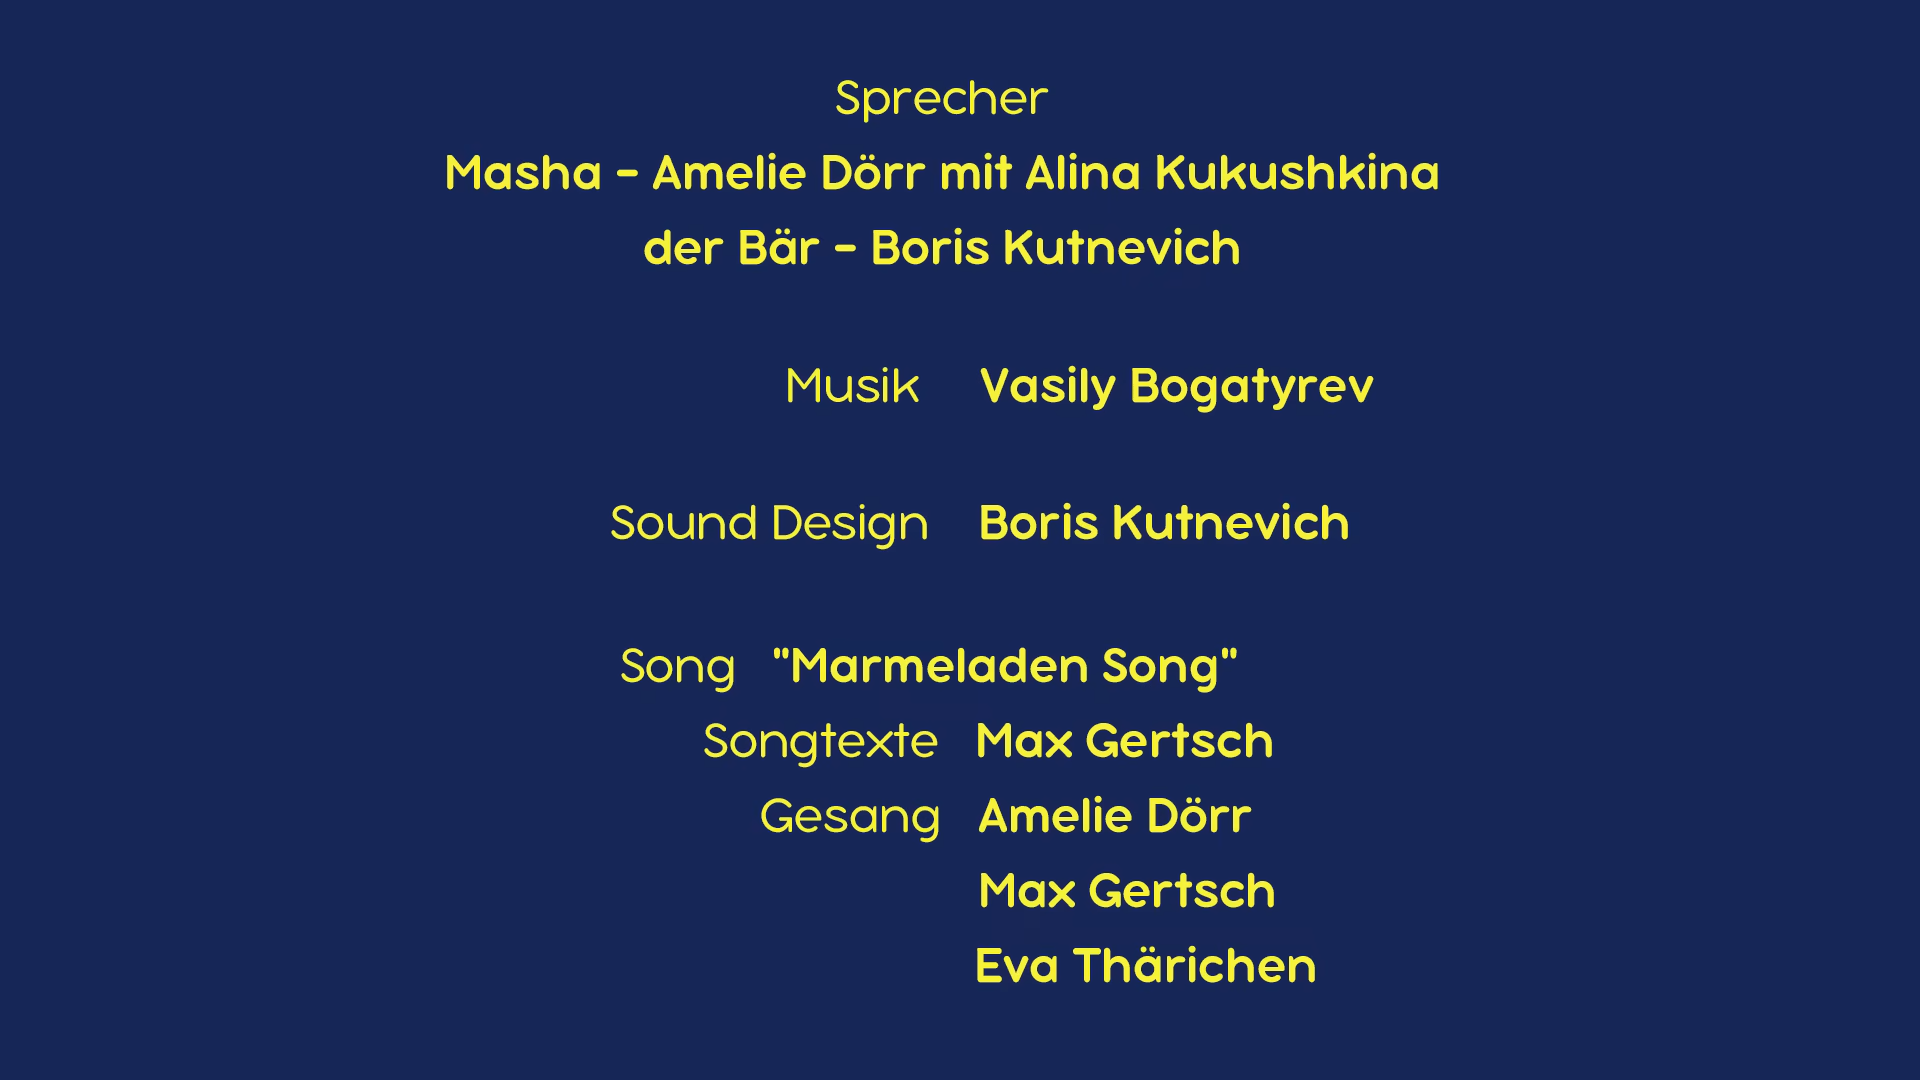 Sprecher
Masha - Amelie Dörr mit Alina Kukushkina
der Bär - Boris Kutnevich
Musik Vasily Bogatyrev
Sound Design Boris Kutnevich
Song "Marmeladen Song"
Songtexte Max Gertsch
Gesang Amelie Dörr
Max Gertsch
Eva Thärichen